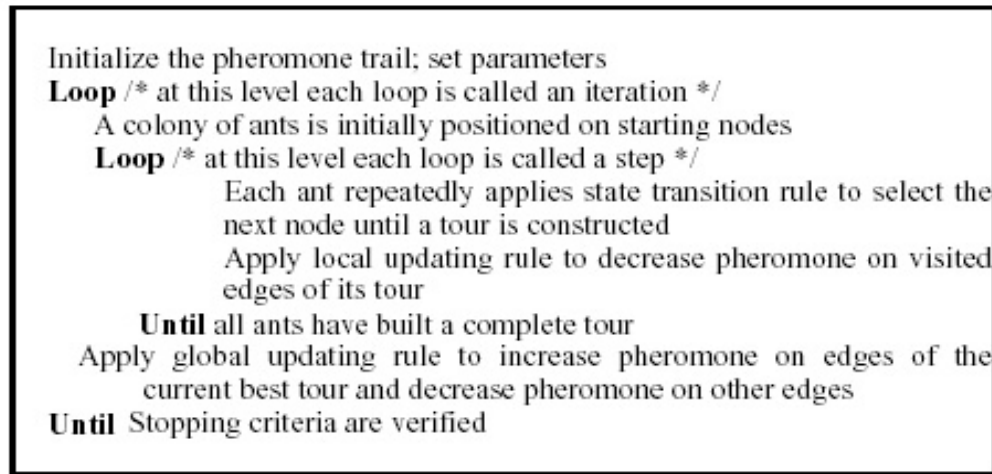 Initialize the pheromone trail; set parameters
Loop /* at this level each loop is called an iteration */
A colony of ants is initially positioned on starting nodes
Loop /* at this level each loop is called a step */
Each ant repeatedly applies state transition rule to select the
next node until a tour is constructed
Apply local updating rule to decrease pheromone on visited
edges of its tour
Until all ants have built a complete tour
Apply global updating rule to increase pheromone on edges of the
current best tour and decrease pheromone on other edges
Until Stopping criteria are verified